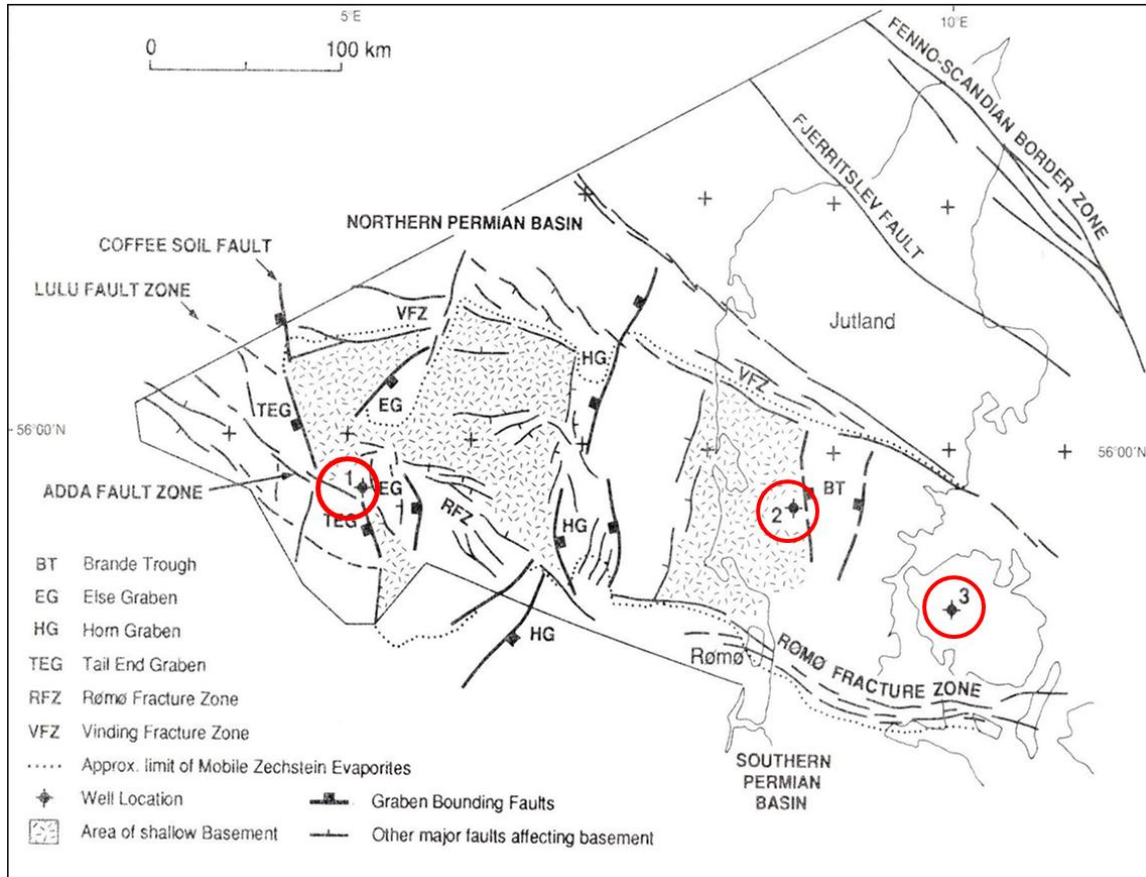 5°E
10°E
0
100 km
FENNO-SCANDIAN BORDER ZONE
FJERRITSLEV FAULT
NORTHERN PERMIAN BASIN
COFFEE SOIL FAULT
LULU FAULT ZONE
VFZ
Jutland
HG
VFZ
TEG
EG
56°00'N
56°00'N
1
EG
ADDA FAULT ZONE
BT
2
RFZ
TEG
HG
3
HG
Rømø
RØMØ FRACTURE ZONE
SOUTHERN
PERMIAN
BASIN
BT Brande Trough
EG Else Graben
HG Horn Graben
TEG Tail End Graben
RFZ Rømø Fracture Zone
VFZ Vinding Fracture Zone
Approx. limit of Mobile Zechstein Evaporites
Well Location
Graben Bounding Faults
Area of shallow Basement
Other major faults affecting basement